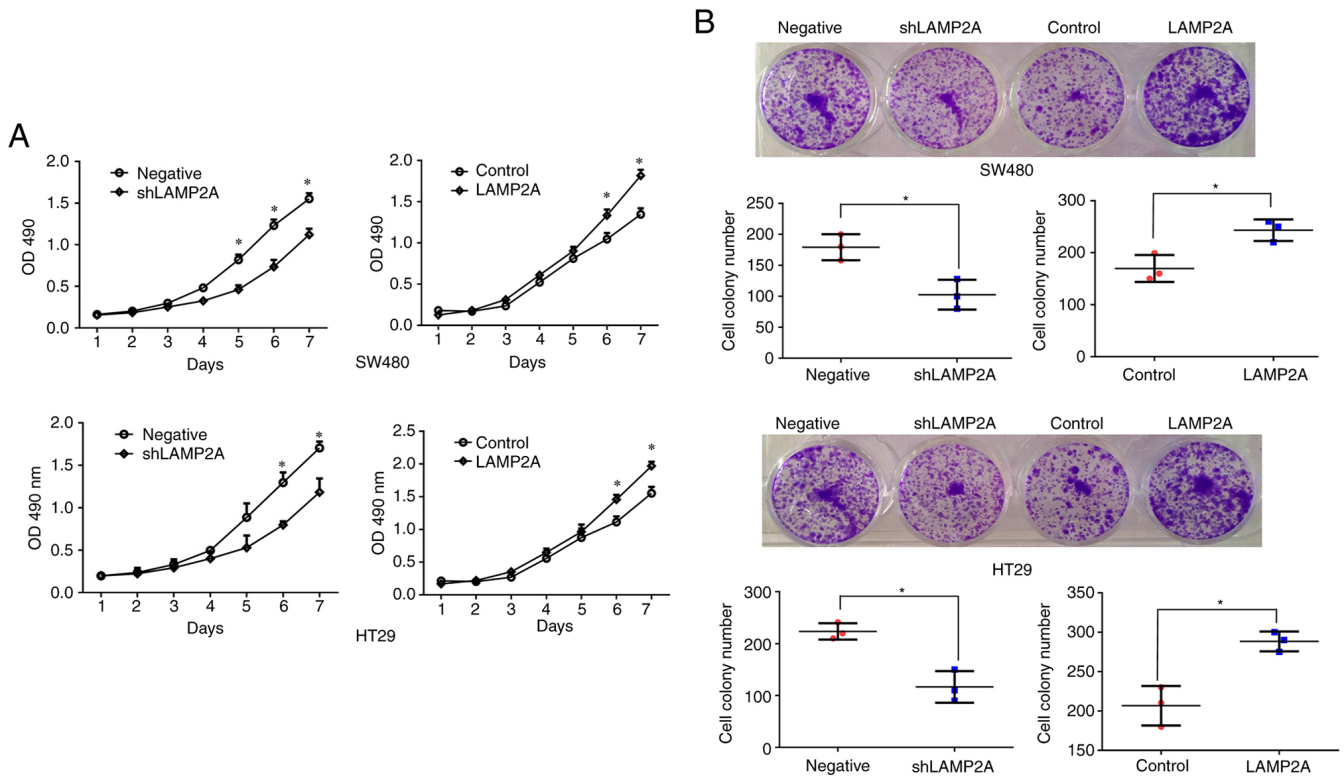 A
2.0
1.5
1.0
0.5
0.0
OD 490
Negative
shLAMP2A
*
*
*
1 2 3 4 5 6 7
Days
2.0
1.5
1.0
0.5
0.0
OD 490
Control
LAMP2A
*
*
1 2 3 4 5 6 7
Days
SW480
2.0
1.5
1.0
0.5
0.0
OD 490 nm
Negative
shLAMP2A
*
*
1 2 3 4 5 6 7
Days
2.5
2.0
1.5
1.0
0.5
0.0
OD 490 nm
Control
LAMP2A
*
*
1 2 3 4 5 6 7
Days
HT29
B
Negative shLAMP2A Control LAMP2A
SW480
250
200
150
100
50
0
Cell colony number
*
Negative shLAMP2A
300
200
100
0
Cell colony number
*
Control LAMP2A
Negative shLAMP2A Control LAMP2A
HT29
300
200
100
0
Cell colony number
*
Negative shLAMP2A
350
300
250
200
150
Cell colony number
*
Control LAMP2A